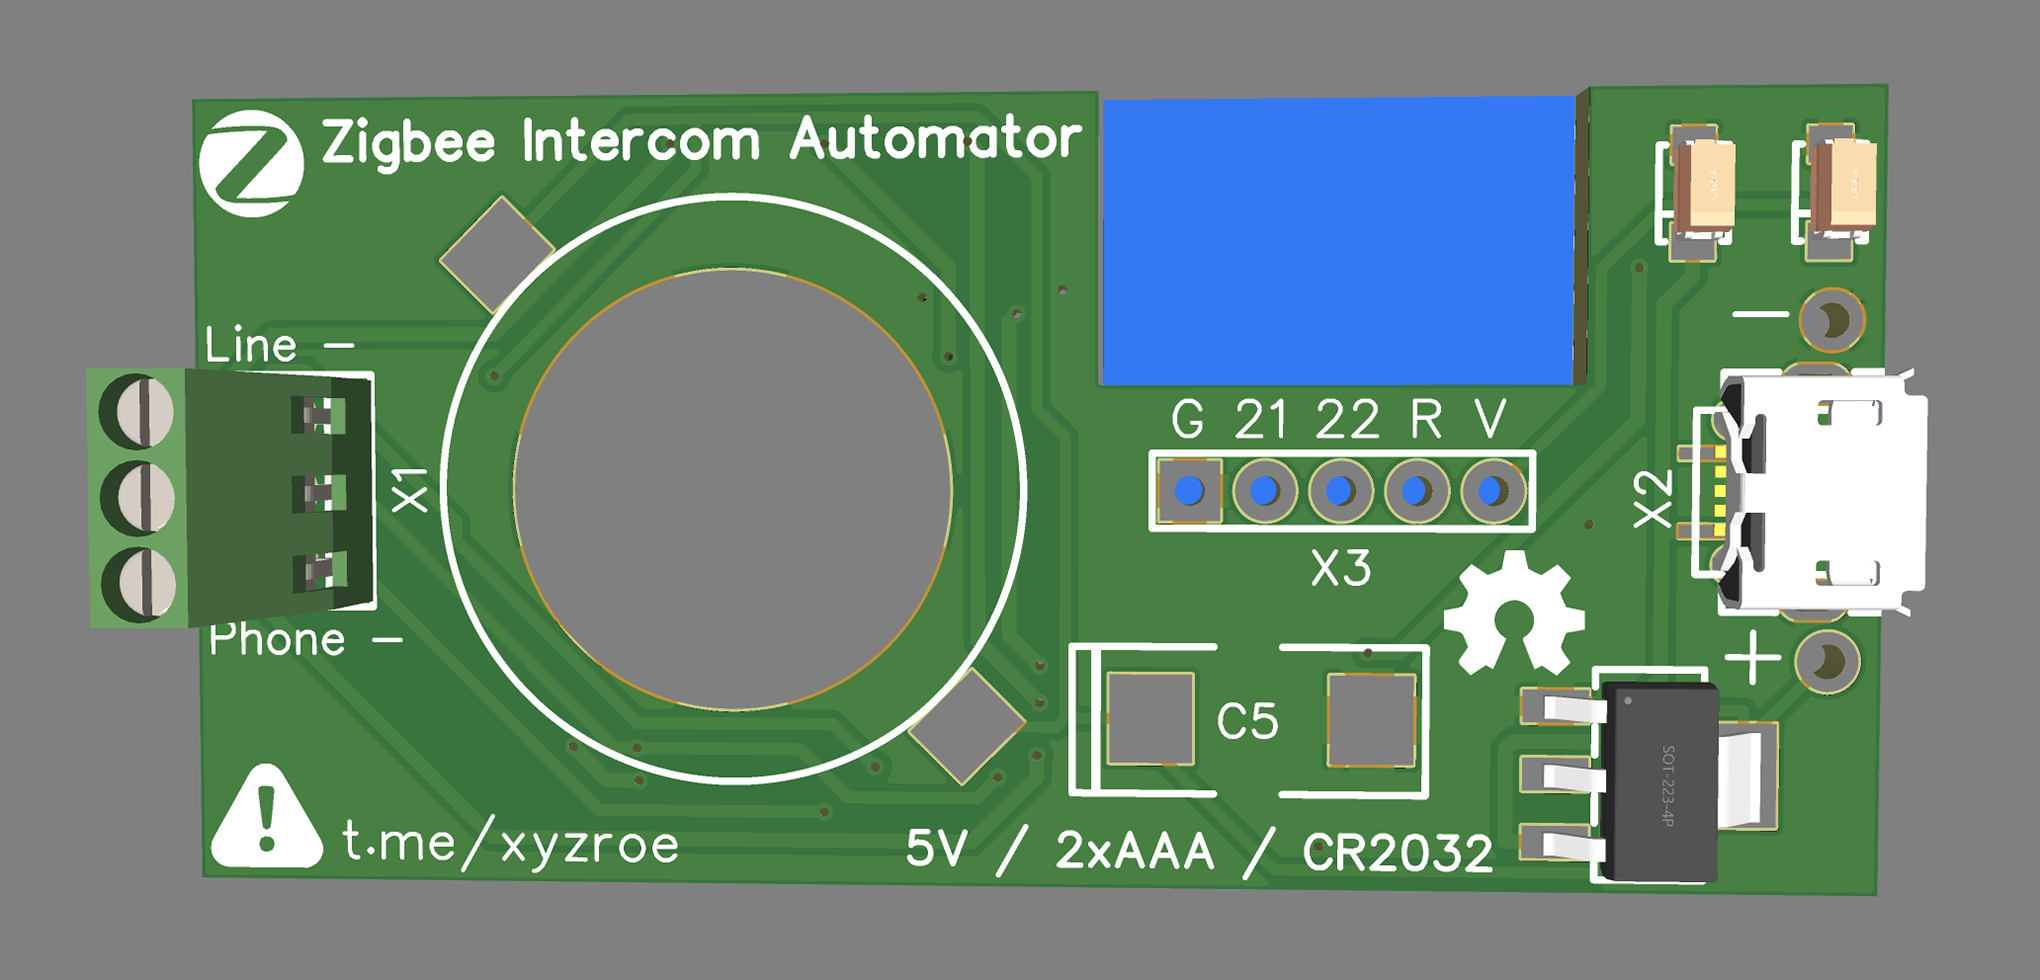 Zigbee Intercom Automator
Line -
G 21 22 R V
X1
X2
X3
Phone -
+
C5
SOT-223-4P
t.me/xyzroe
5V / 2xAAA / CR2032